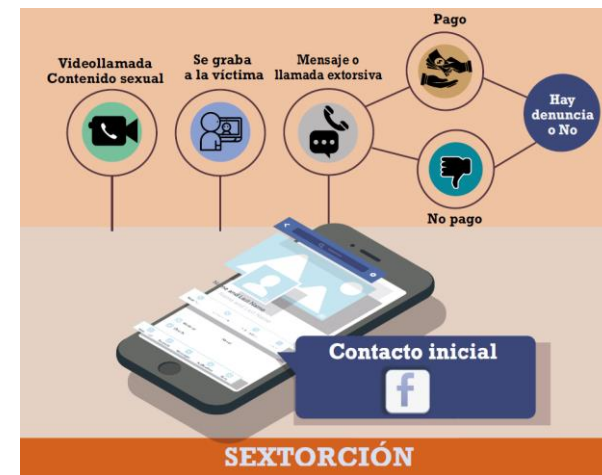 Pago
Videollamada
Contenido sexual
Se graba
a la víctima
Mensaje o
llamada extorsiva
Hay
denuncia
o No
No pago
Contacto inicial
f
SEXTORCIÓN